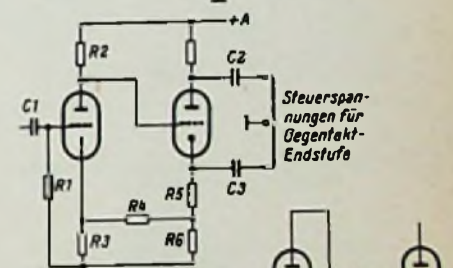 +A
R2
C2
C1
Steuerspan-
nungen für
Gegentakt-
Endstufe
C3
R1
R5
R4
R3
R6